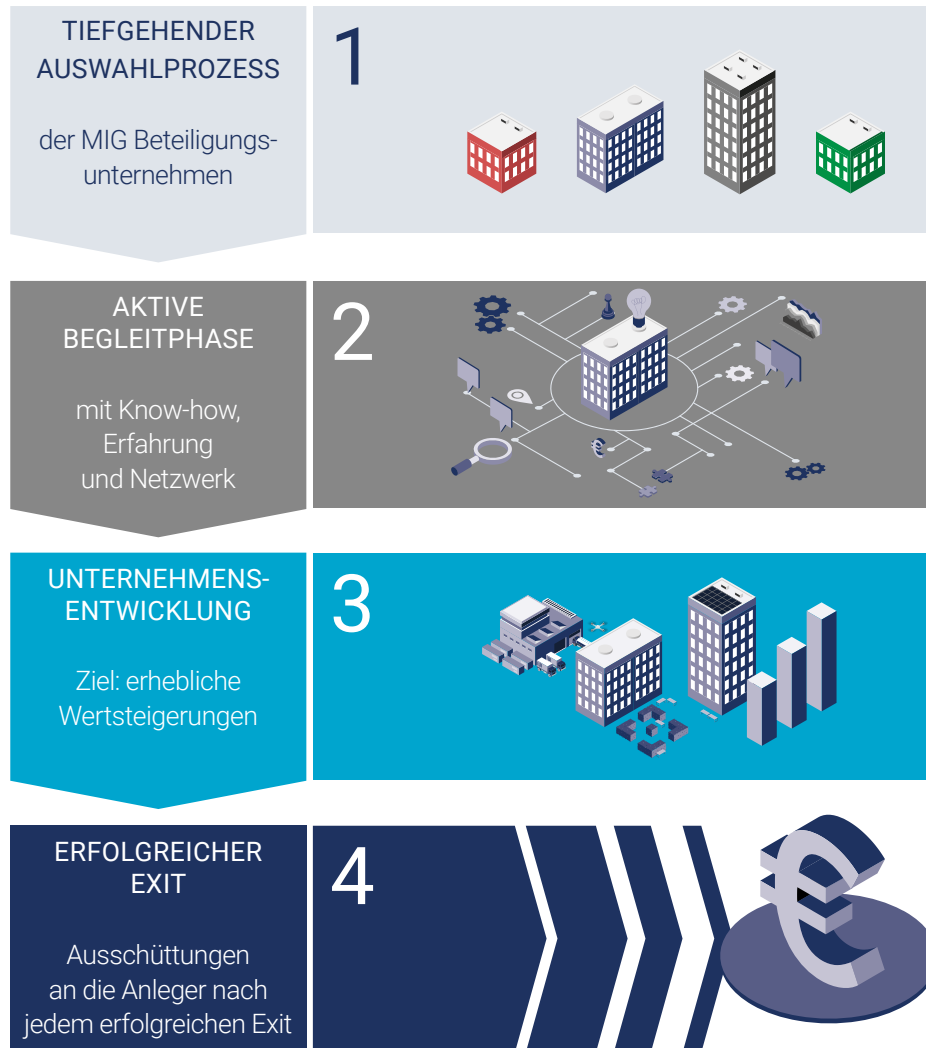 TIEFGEHENDER
AUSWAHLPROZESS
der MIG Beteiligungs-
unternehmen
1
AKTIVE
BEGLEITPHASE
mit Know-how,
Erfahrung
und Netzwerk
2
UNTERNEHMENS-
ENTWICKLUNG
Ziel: erhebliche
Wertsteigerungen
3
ERFOLGREICHER
EXIT
Ausschüttungen
an die Anleger nach
jedem erfolgreichen Exit
4
€